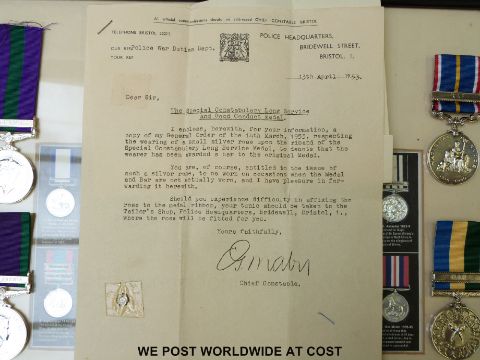 All official communications should be addressed CHIEF CONSTABLE BRISTOL
TELEPHONE BRISTOL
POLICE HEADQUARTERS,
OUR REF Police War Duties Dept.
BRIDEWELL STREET,
YOUR REF
BRISTOL, 1.
13th April 1953.
Dear Sir,
The Special Constabulary Long Service
and Good Conduct Medal.
I enclose, herewith, for your information, a
copy of my General Order of the March, 1953, respecting
the wearing of a small silver rose upon the riband of the
Special Constabulary Long Service Medal, to denote that the
wearer has been awarded a Bar to the original Medal.
You are, of course, entitled to the issue of
such a silver rose, to be worn on occasions when the Medal
and Bar are not actually worn, and I have pleasure in for-
warding it herewith.
Should you experience difficulty in affixing the
rose to the medal ribbon, your tunic should be taken to the
Tailor's Shop, Police Headquarters, Bridewell, Bristol, 1.,
where the rose will be fitted for you.
Yours faithfully,
Chief Constable.
WE POST WORLDWIDE AT COST